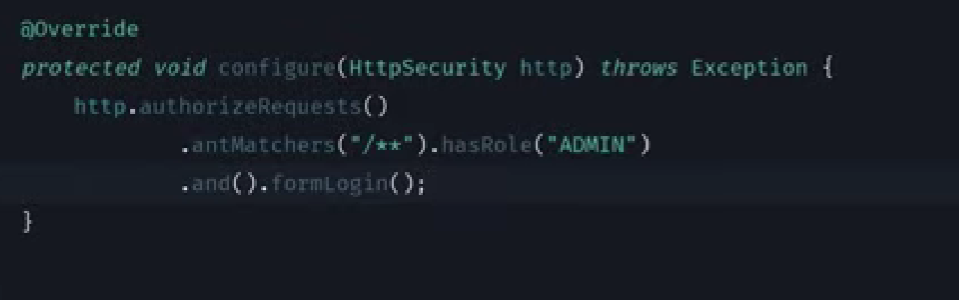 @Override
protected void configure(HttpSecurity http) throws Exception {
    http.authorizeRequests()
            .antMatchers("/**").hasRole("ADMIN")
            .and().formLogin();
}